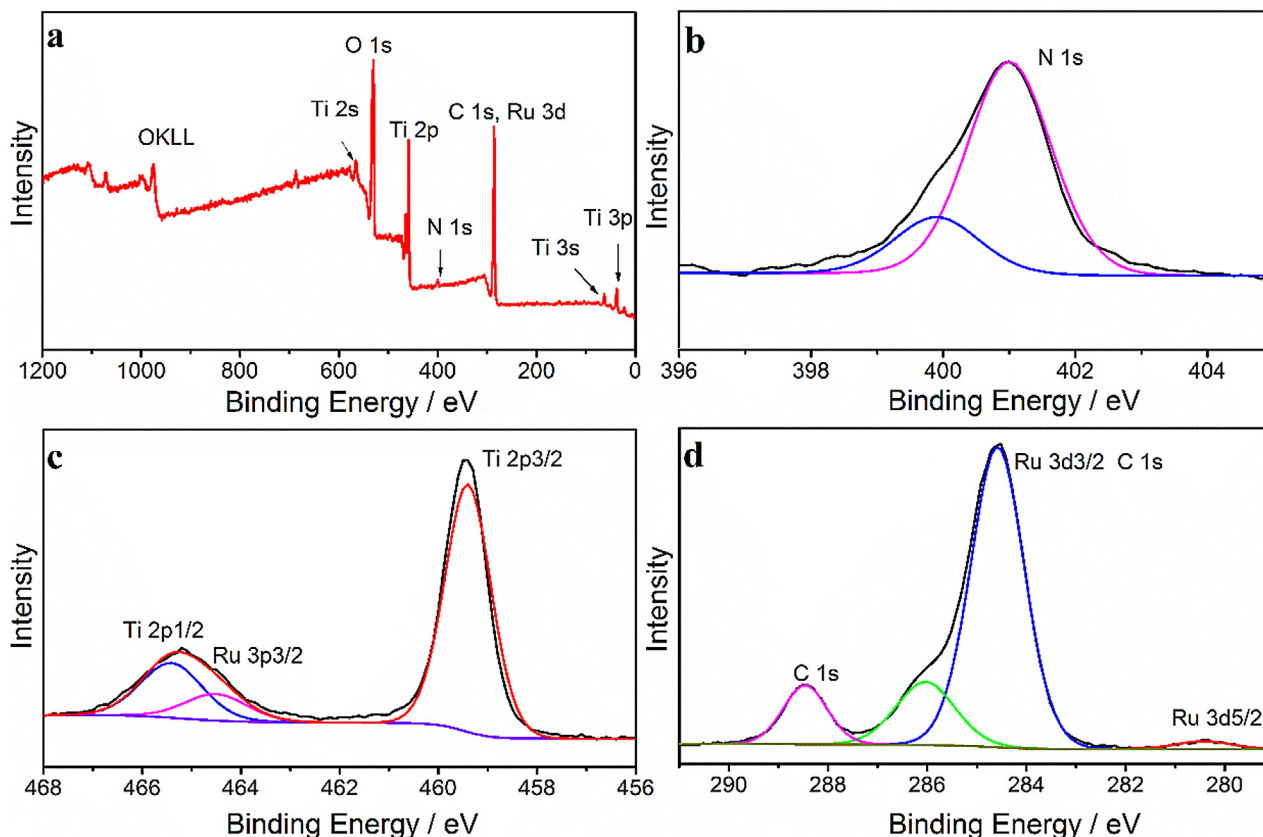 a
O 1s
Ti 2s
C 1s, Ru 3d
Ti 2p
OKLL
N 1s
Ti 3p
Ti 3s
Intensity
1200 1000 800 600 400 200 0
Binding Energy / eV
b
N 1s
Intensity
396 398 400 402 404
Binding Energy / eV
c
Ti 2p3/2
Ti 2p1/2
Ru 3p3/2
Intensity
468 466 464 462 460 458 456
Binding Energy / eV
d
Ru 3d3/2 C 1s
C 1s
Ru 3d5/2
Intensity
290 288 286 284 282 280
Binding Energy / eV